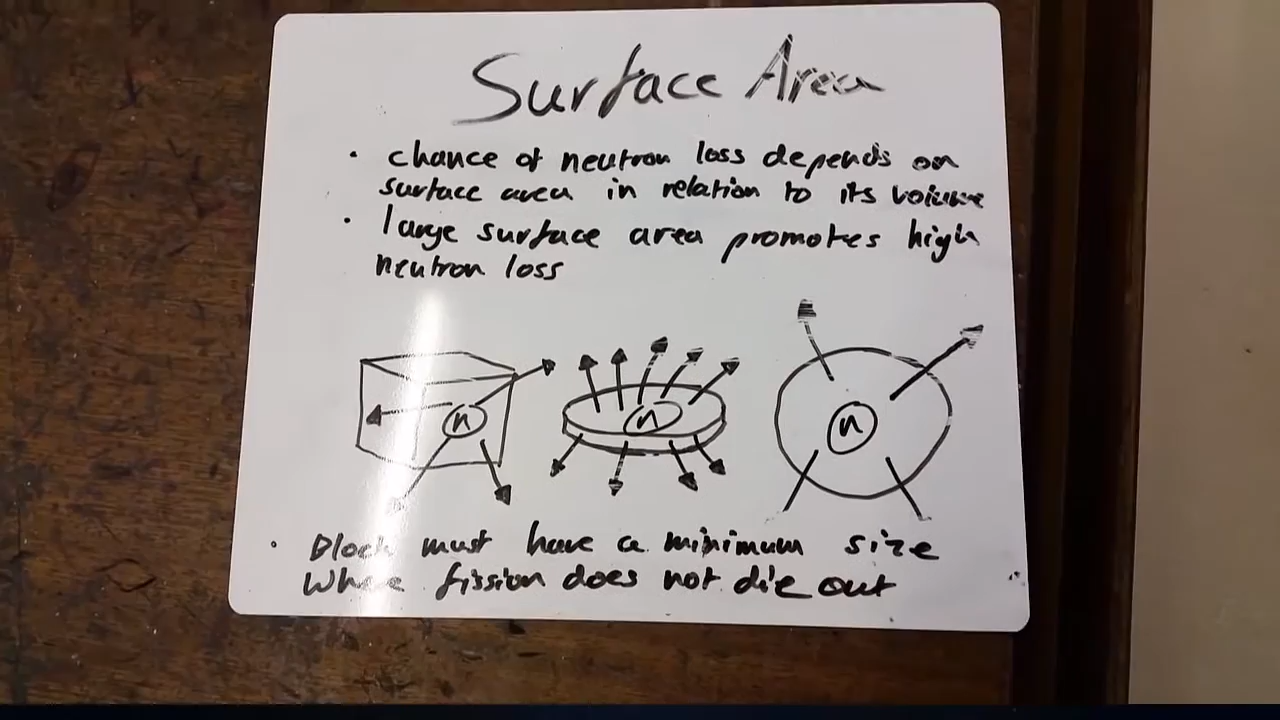 Surface Area
• chance of neutron loss depends on
surface area in relation to its volume
• large surface area promotes high
neutron loss
n
n
n
• Block must have a minimum size
where fission does not die out